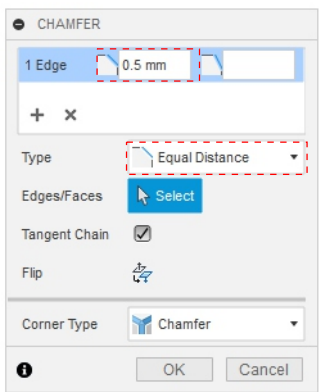 CHAMFER
1 Edge 0.5 mm
Type Equal Distance
Edges/Faces Select
Tangent Chain
Flip
Corner Type Chamfer
OK Cancel